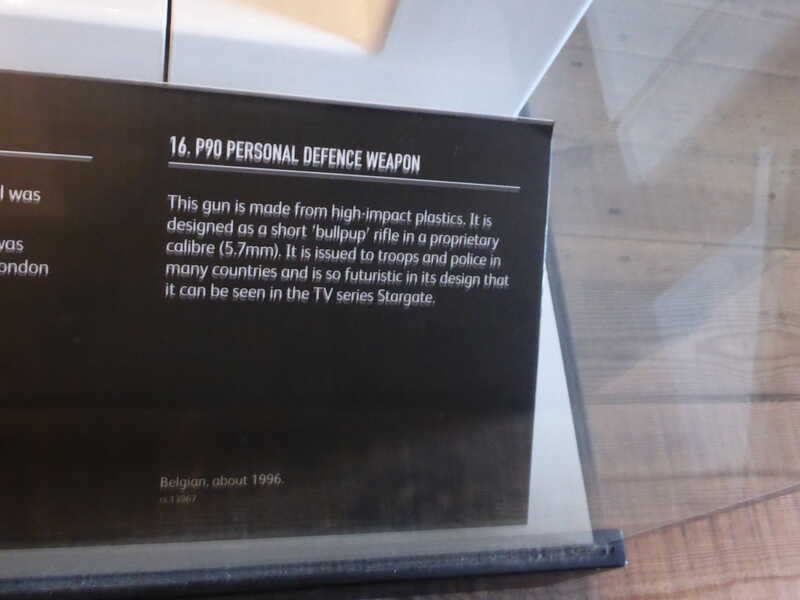 l was
was
ondon
16. P90 PERSONAL DEFENCE WEAPON
This gun is made from high-impact plastics. It is
designed as a short 'bullpup' rifle in a proprietary
calibre (5.7mm). It is issued to troops and police in
many countries and is so futuristic in its design that
it can be seen in the TV series Stargate.
Belgian, about 1996.